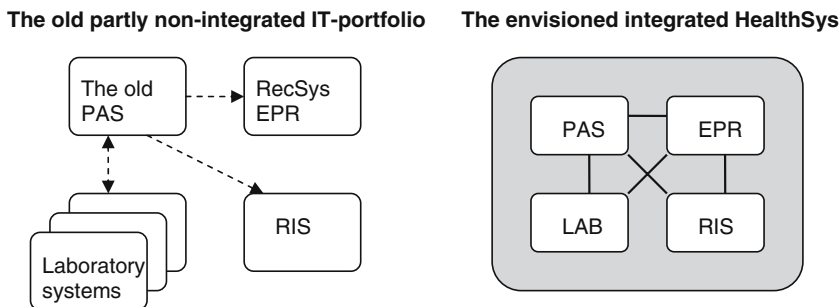 The old partly non-integrated IT-portfolio
The old
PAS
RecSys
EPR
RIS
Laboratory
systems
The envisioned integrated HealthSys
PAS
EPR
LAB
RIS